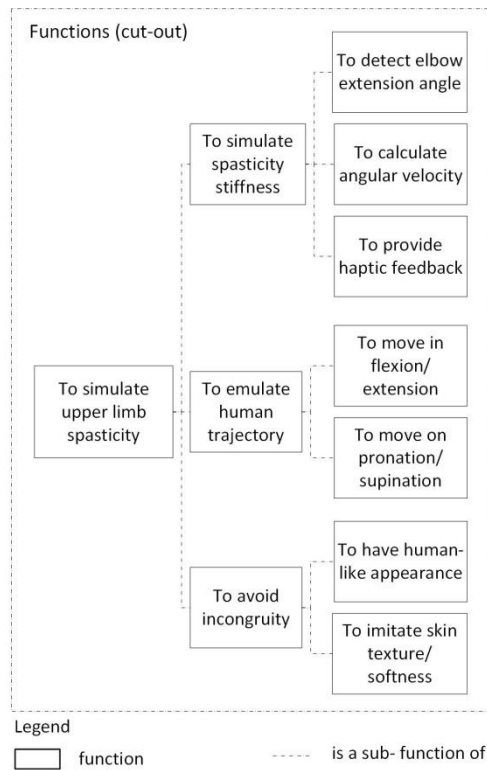 Functions (cut-out)
To detect elbow
extension angle
To simulate
spasticity
stiffness
To calculate
angular velocity
To provide
haptic feedback
To simulate
upper limb
spasticity
To emulate
human
trajectory
To move in
flexion/
extension
To move on
pronation/
supination
To avoid
incongruity
To have human-
like appearance
To imitate skin
texture/
softness
Legend
function
is a sub- function of